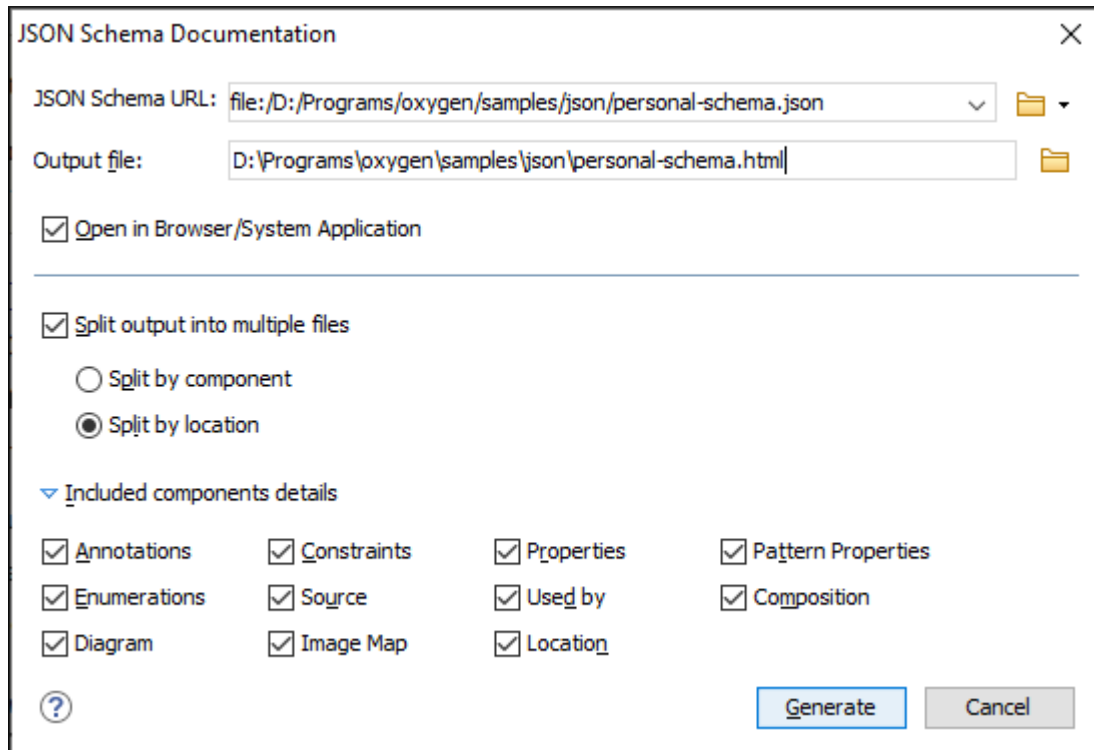 JSON Schema Documentation
JSON Schema URL: file:/D:/Programs/oxygen/samples/json/personal-schema.json
Output file: D:\Programs\oxygen\samples\json\personal-schema.html
Open in Browser/System Application
Split output into multiple files
Split by component
Split by location
Included components details
Annotations Constraints Properties Pattern Properties
Enumerations Source Used by Composition
Diagram Image Map Location
? Generate Cancel